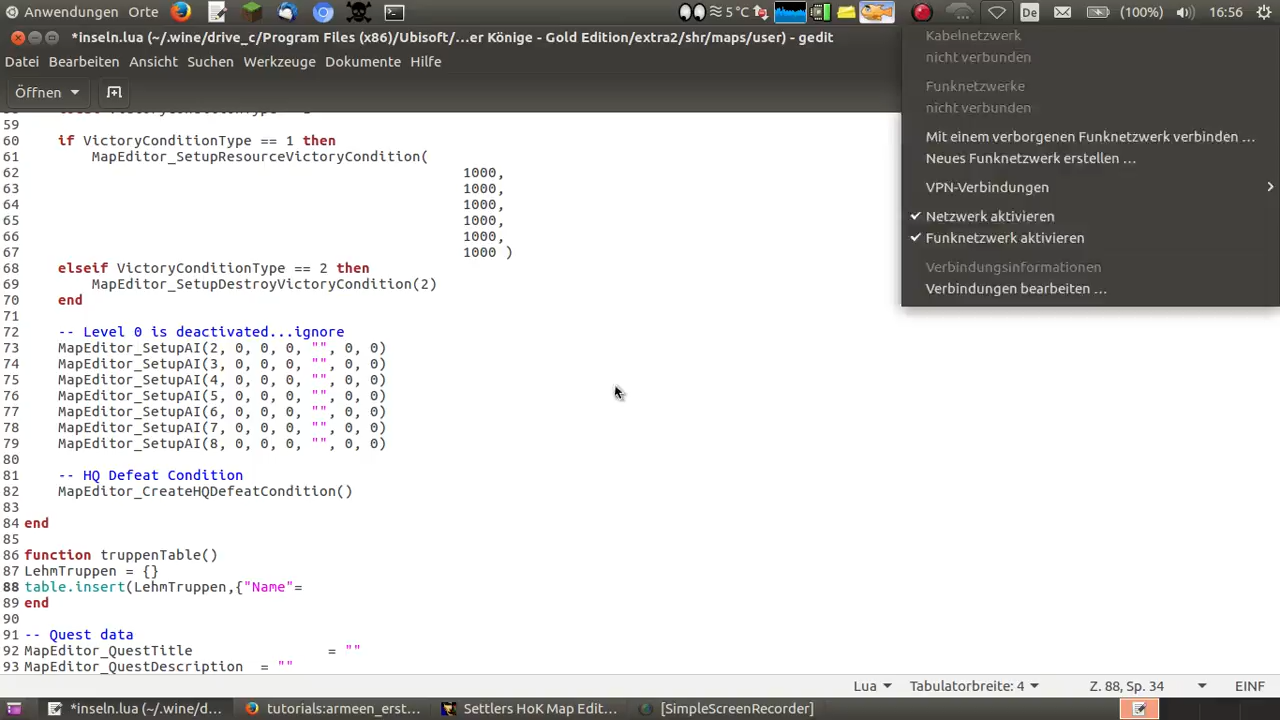 Anwendungen Orte
5 °C
De
(100%)
16:56
*inseln.lua (~/.wine/drive_c/Program Files (x86)/Ubisoft/...er Könige - Gold Edition/extra2/shr/maps/user) - gedit
Datei Bearbeiten Ansicht Suchen Werkzeuge Dokumente Hilfe
Öffnen
Kabelnetzwerk
nicht verbunden
Funknetzwerke
nicht verbunden
Mit einem verborgenen Funknetzwerk verbinden ...
Neues Funknetzwerk erstellen ...
VPN-Verbindungen
Netzwerk aktivieren
Funknetzwerk aktivieren
Verbindungsinformationen
Verbindungen bearbeiten ...
59
60 if VictoryConditionType == 1 then
61 MapEditor_SetupResourceVictoryCondition(
62 1000,
63 1000,
64 1000,
65 1000,
66 1000,
67 1000 )
68 elseif VictoryConditionType == 2 then
69 MapEditor_SetupDestroyVictoryCondition(2)
70 end
71
72 -- Level 0 is deactivated...ignore
73 MapEditor_SetupAI(2, 0, 0, 0, "", 0, 0)
74 MapEditor_SetupAI(3, 0, 0, 0, "", 0, 0)
75 MapEditor_SetupAI(4, 0, 0, 0, "", 0, 0)
76 MapEditor_SetupAI(5, 0, 0, 0, "", 0, 0)
77 MapEditor_SetupAI(6, 0, 0, 0, "", 0, 0)
78 MapEditor_SetupAI(7, 0, 0, 0, "", 0, 0)
79 MapEditor_SetupAI(8, 0, 0, 0, "", 0, 0)
80
81 -- HQ Defeat Condition
82 MapEditor_CreateHQDefeatCondition()
83
84 end
85
86 function truppenTable()
87 LehmTruppen = {}
88 table.insert(LehmTruppen,{"Name"=
89 end
90
91 -- Quest data
92 MapEditor_QuestTitle = ""
93 MapEditor_QuestDescription = ""
Lua Tabulatorbreite: 4 Z. 88, Sp. 34 EINF
*inseln.lua (~/.wine/d... tutorials:armeen_erst... Settlers HoK Map Edit... [SimpleScreenRecorder]